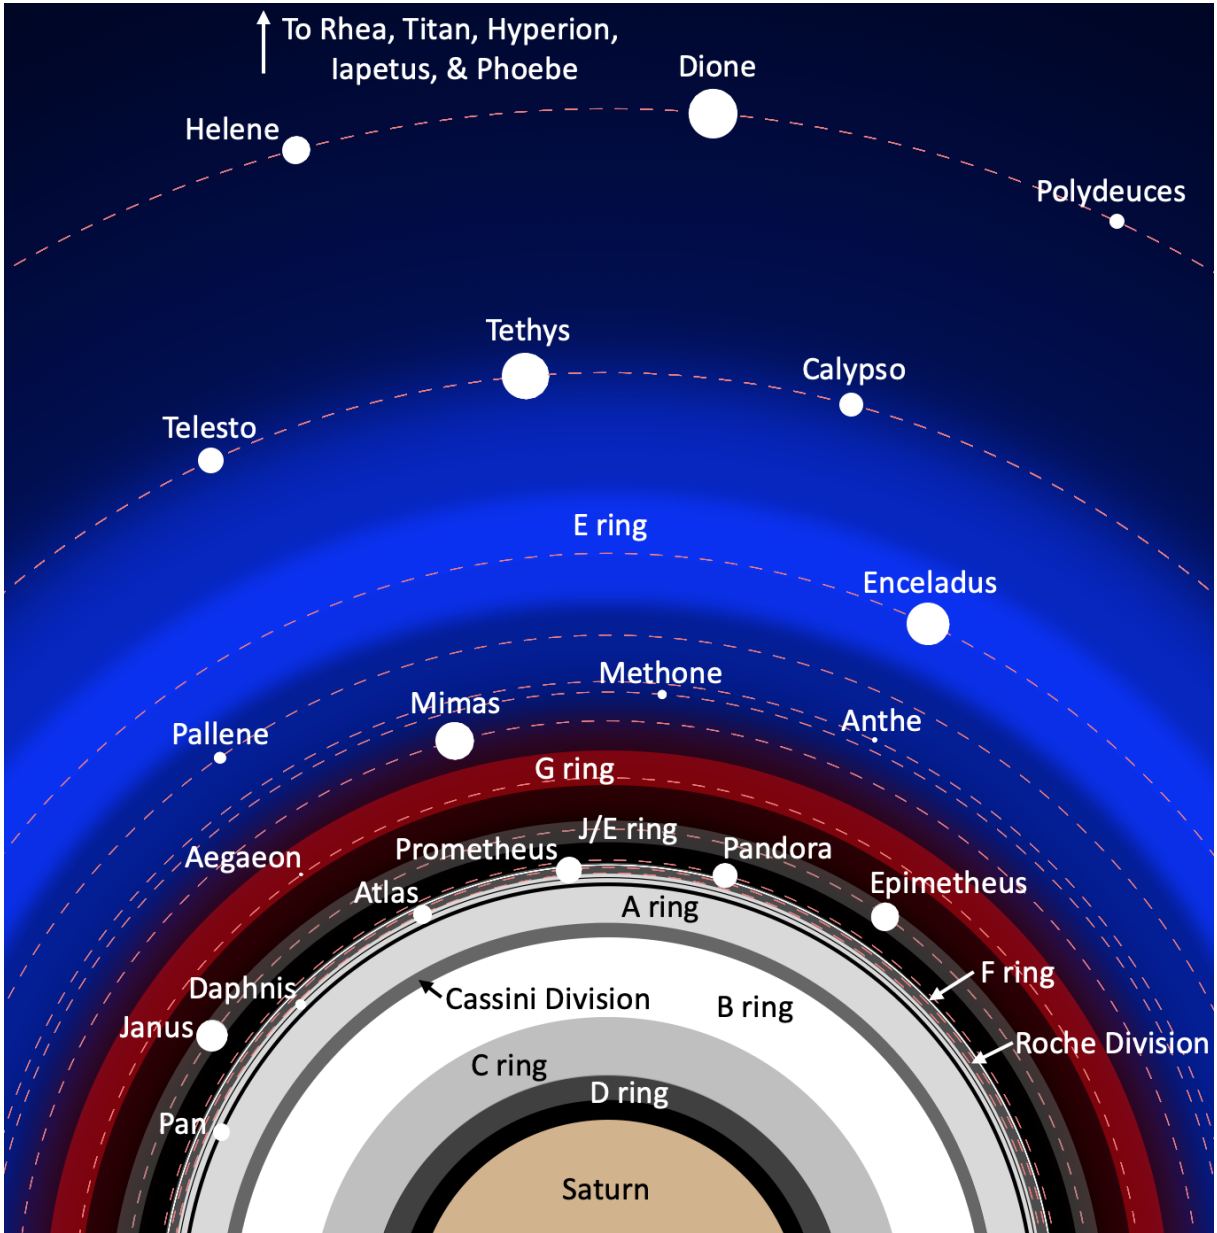 To Rhea, Titan, Hyperion,
Iapetus, & Phoebe
Dione
Helene
Polydeuces
Tethys
Calypso
Telesto
E ring
Enceladus
Methone
Mimas
Anthe
Pallene
G ring
J/E ring
Prometheus
Pandora
Aegaeon
Epimetheus
Atlas
A ring
F ring
Daphnis
Cassini Division
B ring
Janus
Roche Division
C ring
D ring
Pan
Saturn